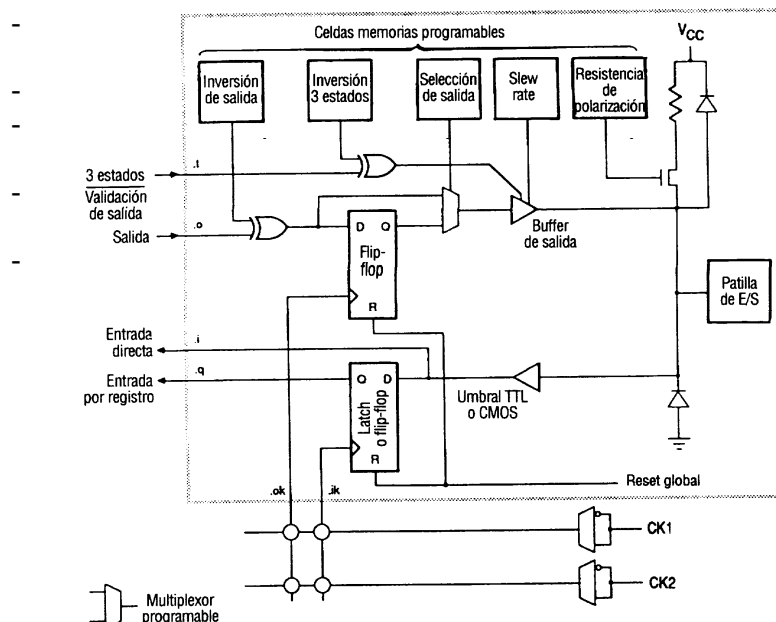 Celdas memorias programables
VCC
Inversión
de salida
Inversión
3 estados
Selección
de salida
Slew
rate
Resistencia
de
polarización
3 estados
Validación
de salida
.t
Salida
.o
D Q
Flip-
flop
R
Buffer
de salida
Patilla
de E/S
Entrada
directa
.i
Entrada
por registro
.q
Q D
Latch
o flip-flop
R
Umbral TTL
o CMOS
Reset global
.ok
.ik
CK1
CK2
Multiplexor
programable